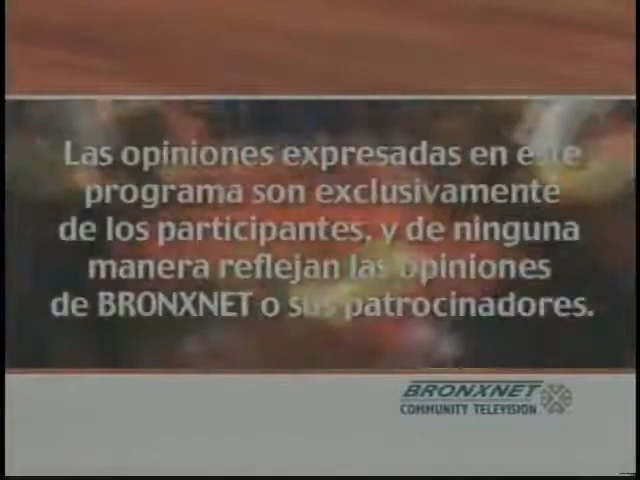 Las opiniones expresadas en este
programa son exclusivamente
de los participantes, y de ninguna
manera reflejan las opiniones
de BRONXNET o sus patrocinadores.
BRONXNET
COMMUNITY TELEVISION